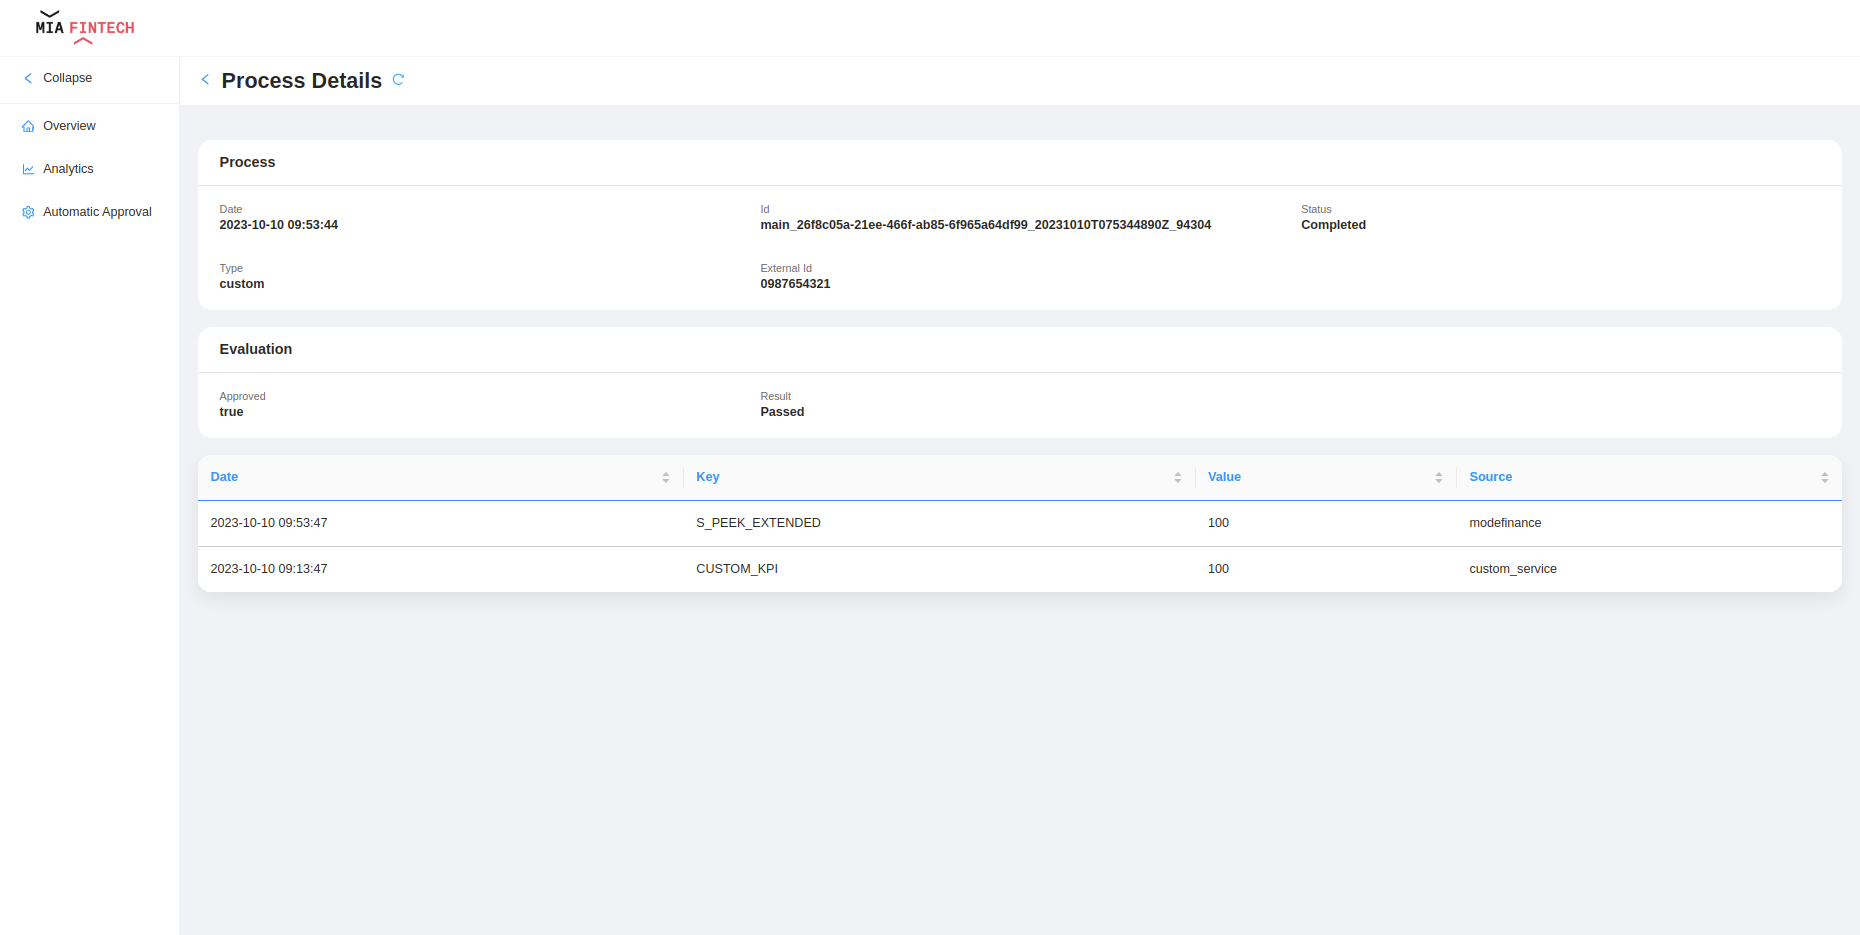 MIA FINTECH
Collapse
Process Details
Overview
Analytics
Automatic Approval
Process
Date
2023-10-10 09:53:44
Id
main_26f8c05a-21ee-466f-ab85-6f965a64df99_20231010T075344890Z_94304
Status
Completed
Type
custom
External Id
0987654321
Evaluation
Approved
true
Result
Passed
Date Key Value Source
2023-10-10 09:53:47 S_PEEK_EXTENDED 100 modefinance
2023-10-10 09:13:47 CUSTOM_KPI 100 custom_service